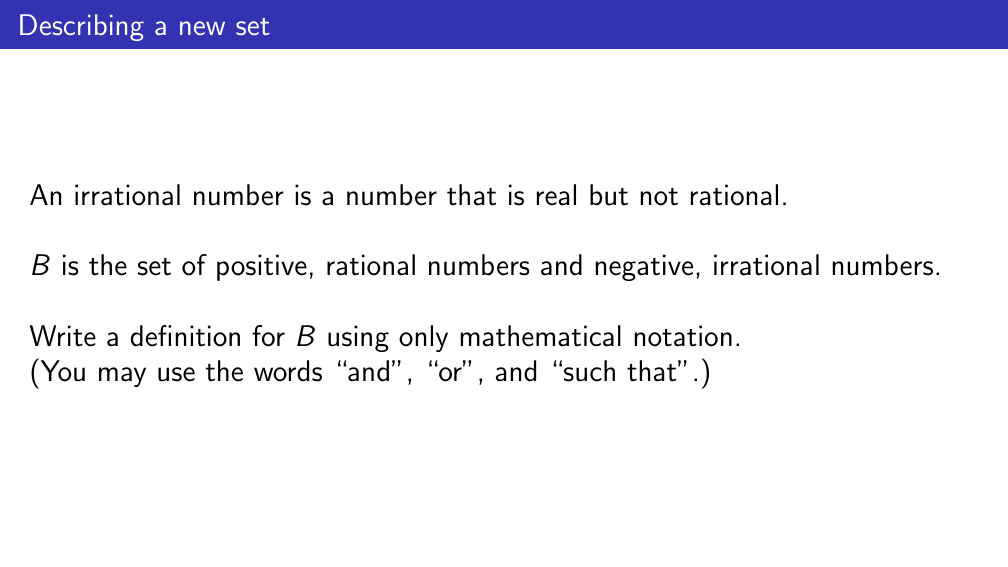 Describing a new set
An irrational number is a number that is real but not rational.
B is the set of positive, rational numbers and negative, irrational numbers.
Write a definition for B using only mathematical notation.
(You may use the words “and”, “or”, and “such that”.)